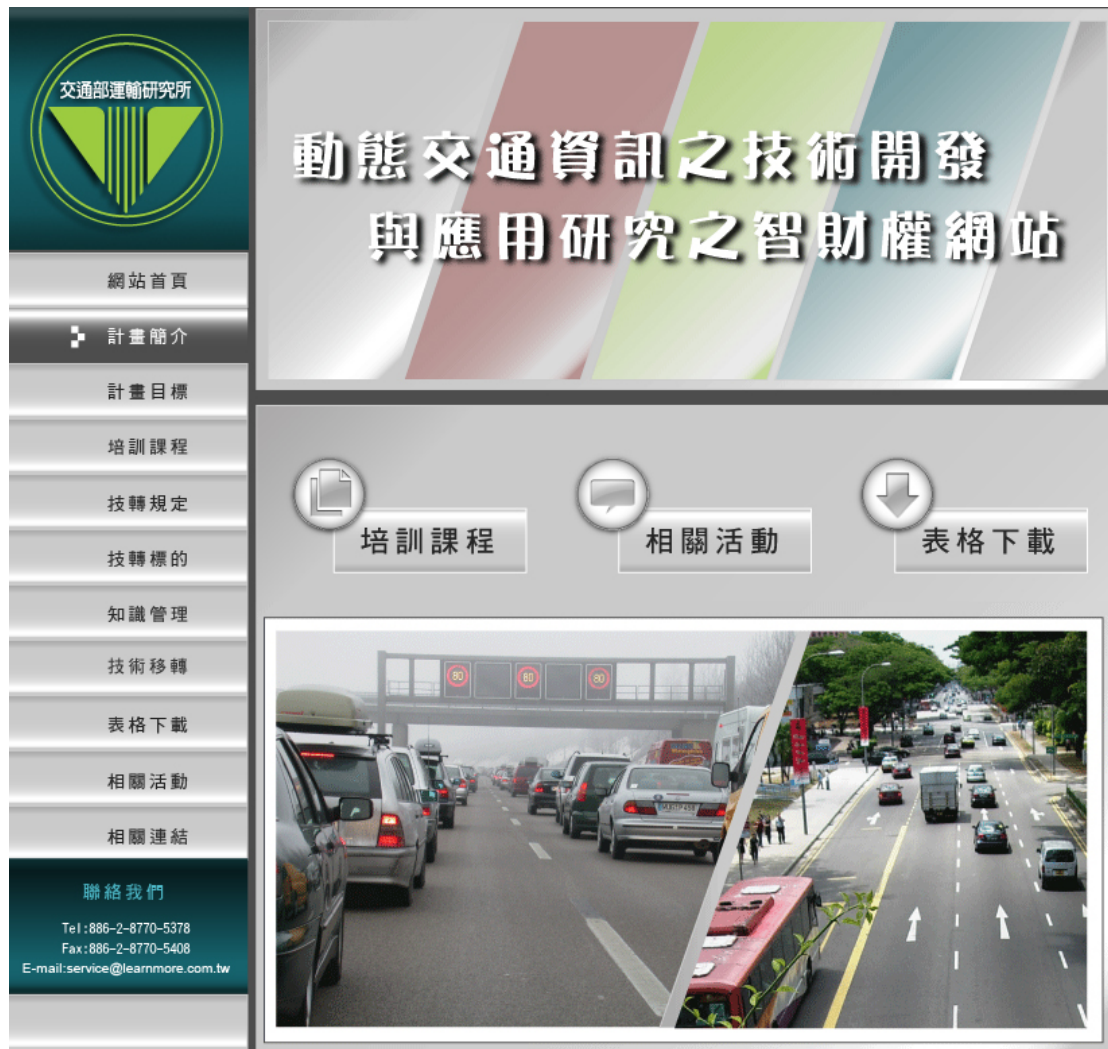 交通部運輸研究所
動態交通資訊之技術開發
與應用研究之智財權網站
網站首頁
計畫簡介
計畫目標
培訓課程
技轉規定
技轉標的
知識管理
技術移轉
表格下載
相關活動
相關連結
聯絡我們
Tel:886-2-8770-5378
Fax:886-2-8770-5408
E-mail:service@learnmore.com.tw
培訓課程
相關活動
表格下載
80
80
80